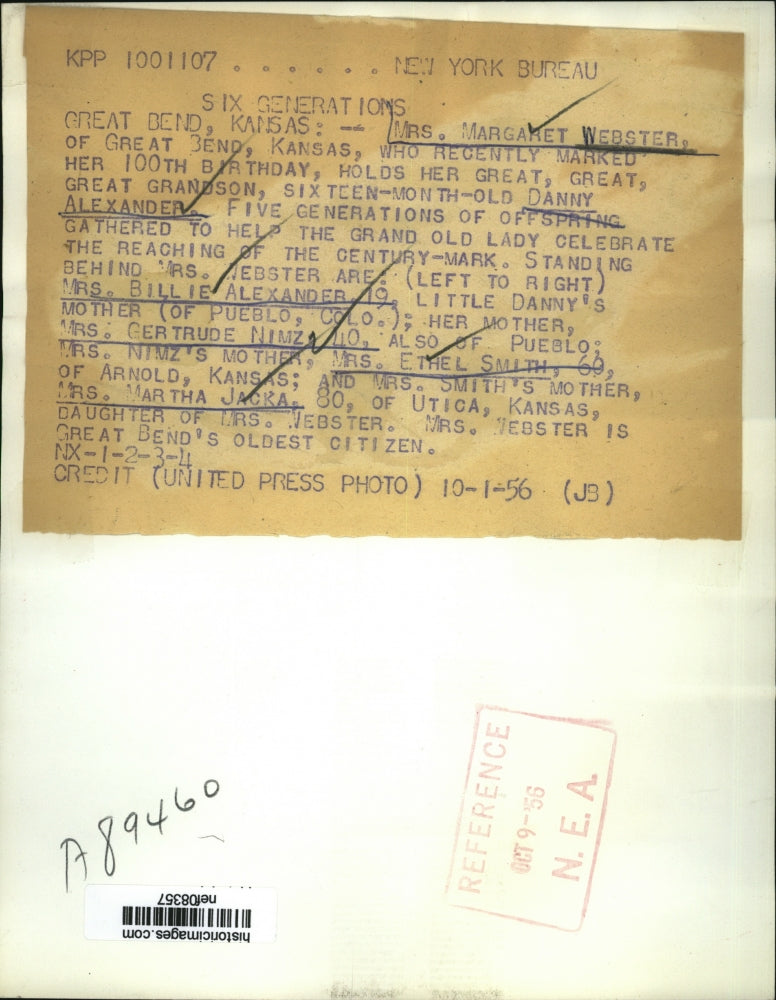 KPP 1001107 . . . . . . NEW YORK BUREAU
SIX GENERATIONS
GREAT BEND, KANSAS: -- MRS. MARGARET WEBSTER,
OF GREAT BEND, KANSAS, WHO RECENTLY MARKED
HER 100TH BIRTHDAY, HOLDS HER GREAT, GREAT,
GREAT GRANDSON, SIXTEEN-MONTH-OLD DANNY
ALEXANDER. FIVE GENERATIONS OF OFFSPRING
GATHERED TO HELP THE GRAND OLD LADY CELEBRATE
THE REACHING OF THE CENTURY-MARK. STANDING
BEHIND MRS. WEBSTER ARE: (LEFT TO RIGHT)
MRS. BILLIE ALEXANDER, 19, LITTLE DANNY'S
MOTHER (OF PUEBLO, COLO.); HER MOTHER,
MRS. GERTRUDE NIMZ, 40, ALSO OF PUEBLO;
MRS. NIMZ'S MOTHER, MRS. ETHEL SMITH, 60,
OF ARNOLD, KANSAS; AND MRS. SMITH'S MOTHER,
MRS. MARTHA JACKA, 80, OF UTICA, KANSAS,
DAUGHTER OF MRS. WEBSTER. MRS. WEBSTER IS
GREAT BEND'S OLDEST CITIZEN.
NX-1-2-3-4
CREDIT (UNITED PRESS PHOTO) 10-1-56 (JB)
REFERENCE
OCT 9-'56
N. E. A.
A89460
historicimages.com
nef08357